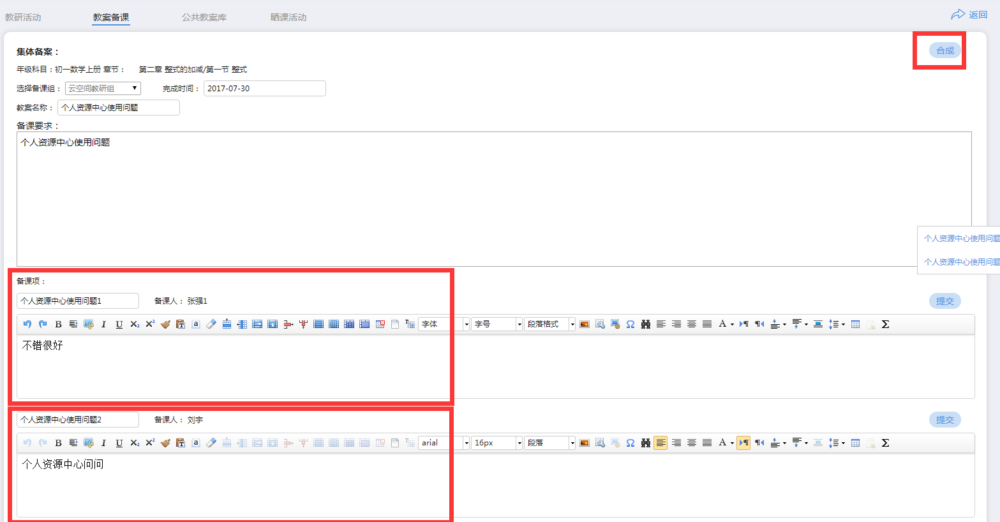 教研活动 教案备课 公共教案库 晒课活动 返回
集体备案： 合成
年级科目：初一数学上册 章节： 第二章 整式的加减/第一节 整式
选择备课组： 云空间教研组 完成时间： 2017-07-30
教案名称： 个人资源中心使用问题
备课要求：
个人资源中心使用问题
个人资源中心使用问题
个人资源中心使用问题
备课项：
个人资源中心使用问题1 备课人： 张强1 提交
字体 字号 段落格式
不错很好
个人资源中心使用问题2 备课人： 刘宇 提交
arial 16px 段落
个人资源中心问问